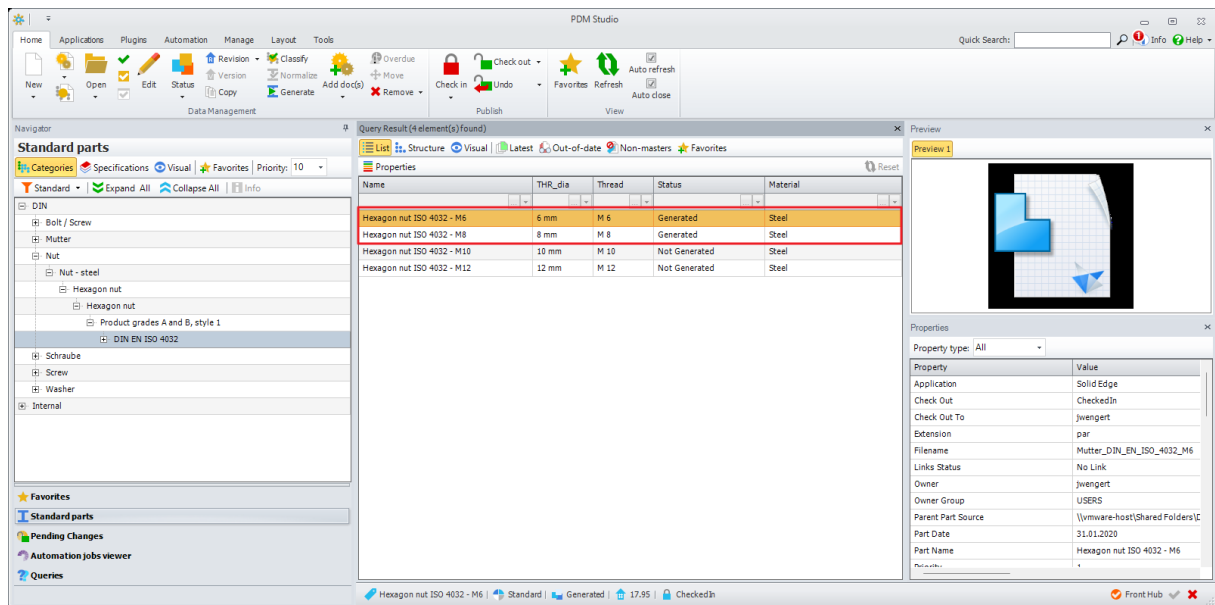 PDM Studio
Home Applications Plugins Automation Manage Layout Tools
Quick Search: 1 Info Help
New
Open
Edit
Status
Revision
Version
Copy
Classify
Normalize
Generate
Add doc(s)
Overdue
Move
Remove
Check in
Check out
Undo
Favorites
Refresh
Auto refresh
Auto close
Data Management
Publish
View
Navigator
Standard parts
Categories Specifications Visual Favorites Priority: 10
Standard Expand All Collapse All Info
DIN
Bolt / Screw
Mutter
Nut
Nut - steel
Hexagon nut
Hexagon nut
Product grades A and B, style 1
DIN EN ISO 4032
Schraube
Screw
Washer
Internal
Favorites
Standard parts
Pending Changes
Automation jobs viewer
Queries
Query Result (4 element(s) found)
List Structure Visual Latest Out-of-date Non-masters Favorites
Properties Reset
Name THR_dia Thread Status Material
Hexagon nut ISO 4032 - M6 6 mm M 6 Generated Steel
Hexagon nut ISO 4032 - M8 8 mm M 8 Generated Steel
Hexagon nut ISO 4032 - M10 10 mm M 10 Not Generated Steel
Hexagon nut ISO 4032 - M12 12 mm M 12 Not Generated Steel
Preview
Preview 1
Properties
Property type: All
Property Value
Application Solid Edge
Check Out CheckedIn
Check Out To jwengert
Extension par
Filename Mutter_DIN_EN_ISO_4032_M6
Links Status No Link
Owner jwengert
Owner Group USERS
Parent Part Source \\vmware-host\Shared Folders\
Part Date 31.01.2020
Part Name Hexagon nut ISO 4032 - M6
Priority 1
Hexagon nut ISO 4032 - M6 | Standard | Generated | 17.95 | CheckedIn
Front Hub